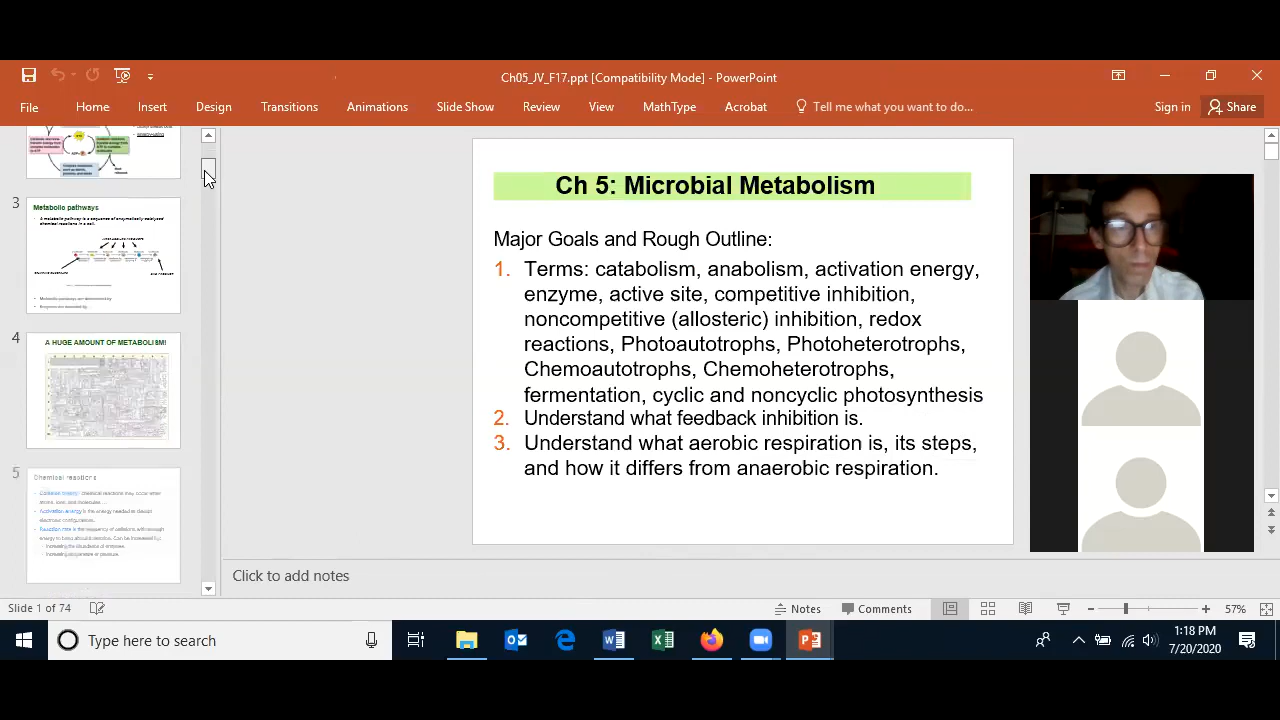 Ch05_JV_F17.ppt [Compatibility Mode] - PowerPoint
File Home Insert Design Transitions Animations Slide Show Review View MathType Acrobat Tell me what you want to do... Sign in Share
3
Metabolic pathways
4
A HUGE AMOUNT OF METABOLISM!
5
Chemical reactions
Ch 5: Microbial Metabolism
Major Goals and Rough Outline:
1. Terms: catabolism, anabolism, activation energy,
enzyme, active site, competitive inhibition,
noncompetitive (allosteric) inhibition, redox
reactions, Photoautotrophs, Photoheterotrophs,
Chemoautotrophs, Chemoheterotrophs,
fermentation, cyclic and noncyclic photosynthesis
2. Understand what feedback inhibition is.
3. Understand what aerobic respiration is, its steps,
and how it differs from anaerobic respiration.
Click to add notes
Slide 1 of 74 Notes Comments 57%
Type here to search
1:18 PM
7/20/2020